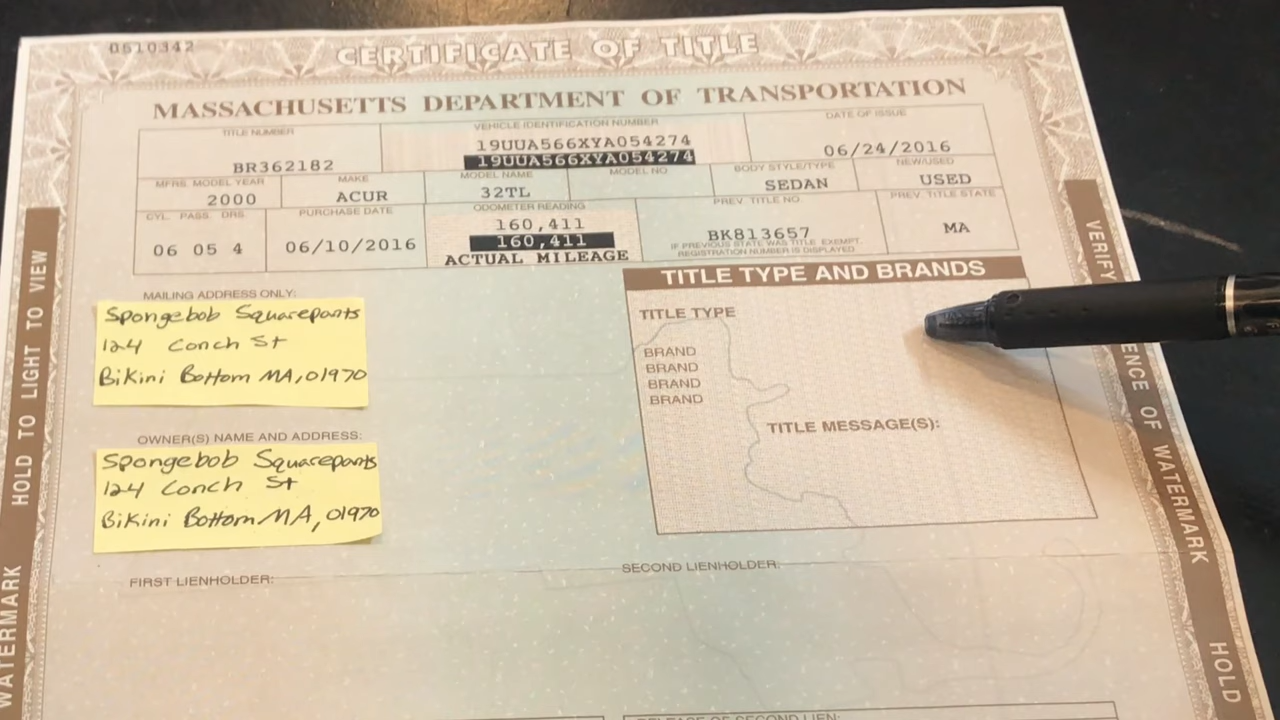 0610342
CERTIFICATE OF TITLE
MASSACHUSETTS DEPARTMENT OF TRANSPORTATION
TITLE NUMBER
BR362182
VEHICLE IDENTIFICATION NUMBER
19UUA566XYA054274
19UUA566XYA054274
DATE OF ISSUE
06/24/2016
MFRS. MODEL YEAR
2000
MAKE
ACUR
MODEL NAME
32TL
MODEL NO
BODY STYLE/TYPE
SEDAN
NEW/USED
USED
CYL. PASS. DRS
06 05 4
PURCHASE DATE
06/10/2016
ODOMETER READING
160,411
160,411
ACTUAL MILEAGE
PREV. TITLE NO
BK813657
IF PREVIOUS STATE WAS TITLE EXEMPT.
REGISTRATION NUMBER IS DISPLAYED
PREV. TITLE STATE
MA
MAILING ADDRESS ONLY:
Spongebob Squarepants
124 Conch St
Bikini Bottom MA, 01970
OWNER(S) NAME AND ADDRESS:
Spongebob Squarepants
124 Conch St
Bikini Bottom MA, 01970
TITLE TYPE AND BRANDS
TITLE TYPE
BRAND
BRAND
BRAND
BRAND
TITLE MESSAGE(S):
FIRST LIENHOLDER:
SECOND LIENHOLDER:
RELEASE OF SECOND LIEN:
WATERMARK HOLD TO LIGHT TO VIEW
VERIFY
ENCE OF WATERMARK HOLD